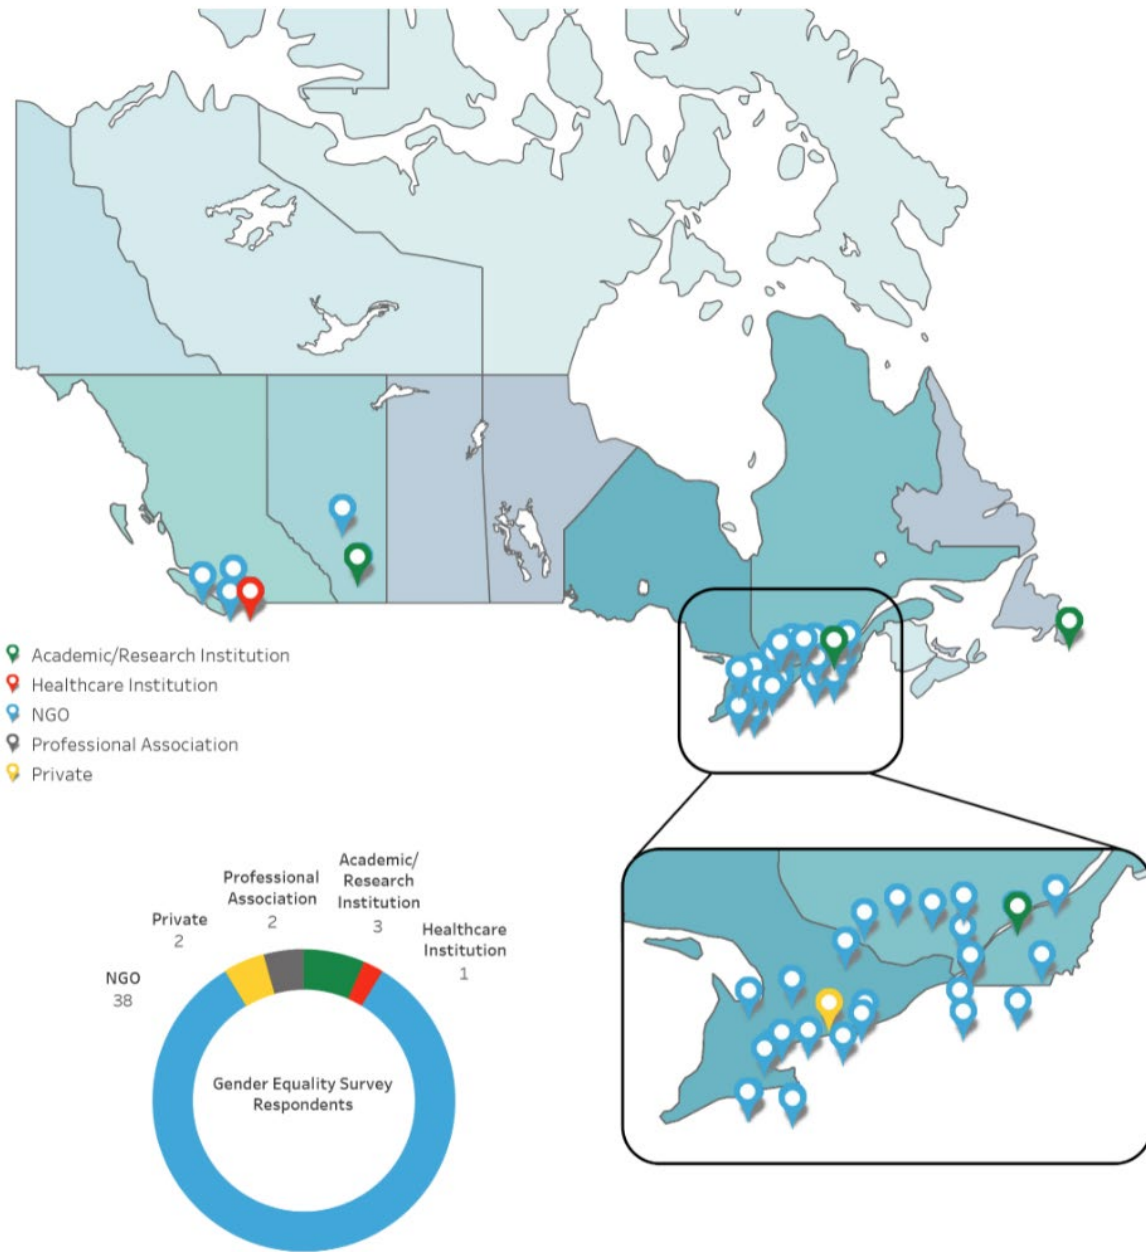 Academic/Research Institution
Healthcare Institution
NGO
Professional Association
Private
Academic/
Research
Institution
3
Professional
Association
2
Private
2
Healthcare
Institution
1
NGO
38
Gender Equality Survey
Respondents